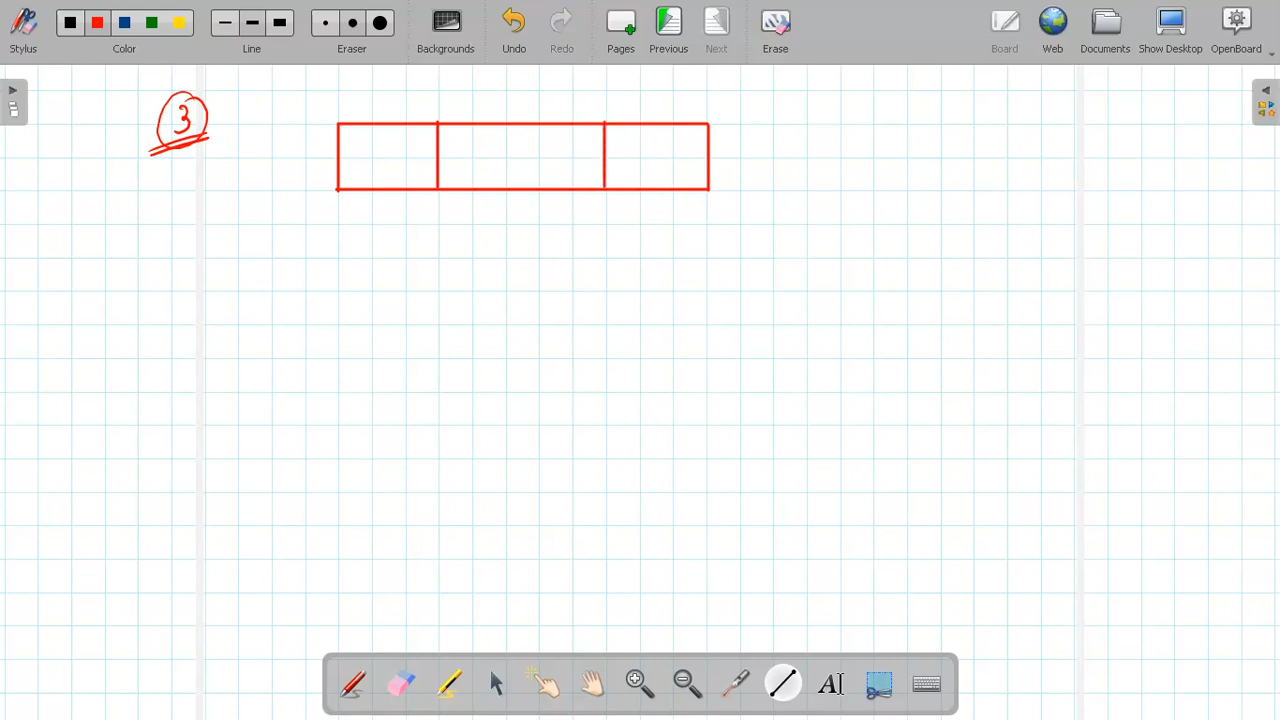 Stylus
Color
Line
Eraser
Backgrounds
Undo
Redo
Pages
Previous
Next
Erase
Board
Web
Documents
Show Desktop
OpenBoard
3
A